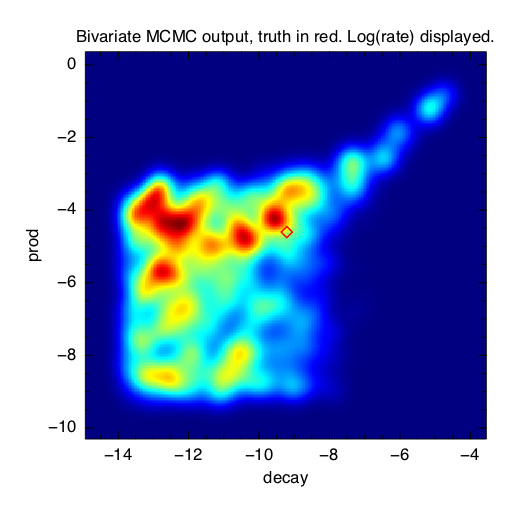 Bivariate MCMC output, truth in red. Log(rate) displayed.
0
−2
−4
−6
−8
−10
prod
−14 −12 −10 −8 −6 −4
decay